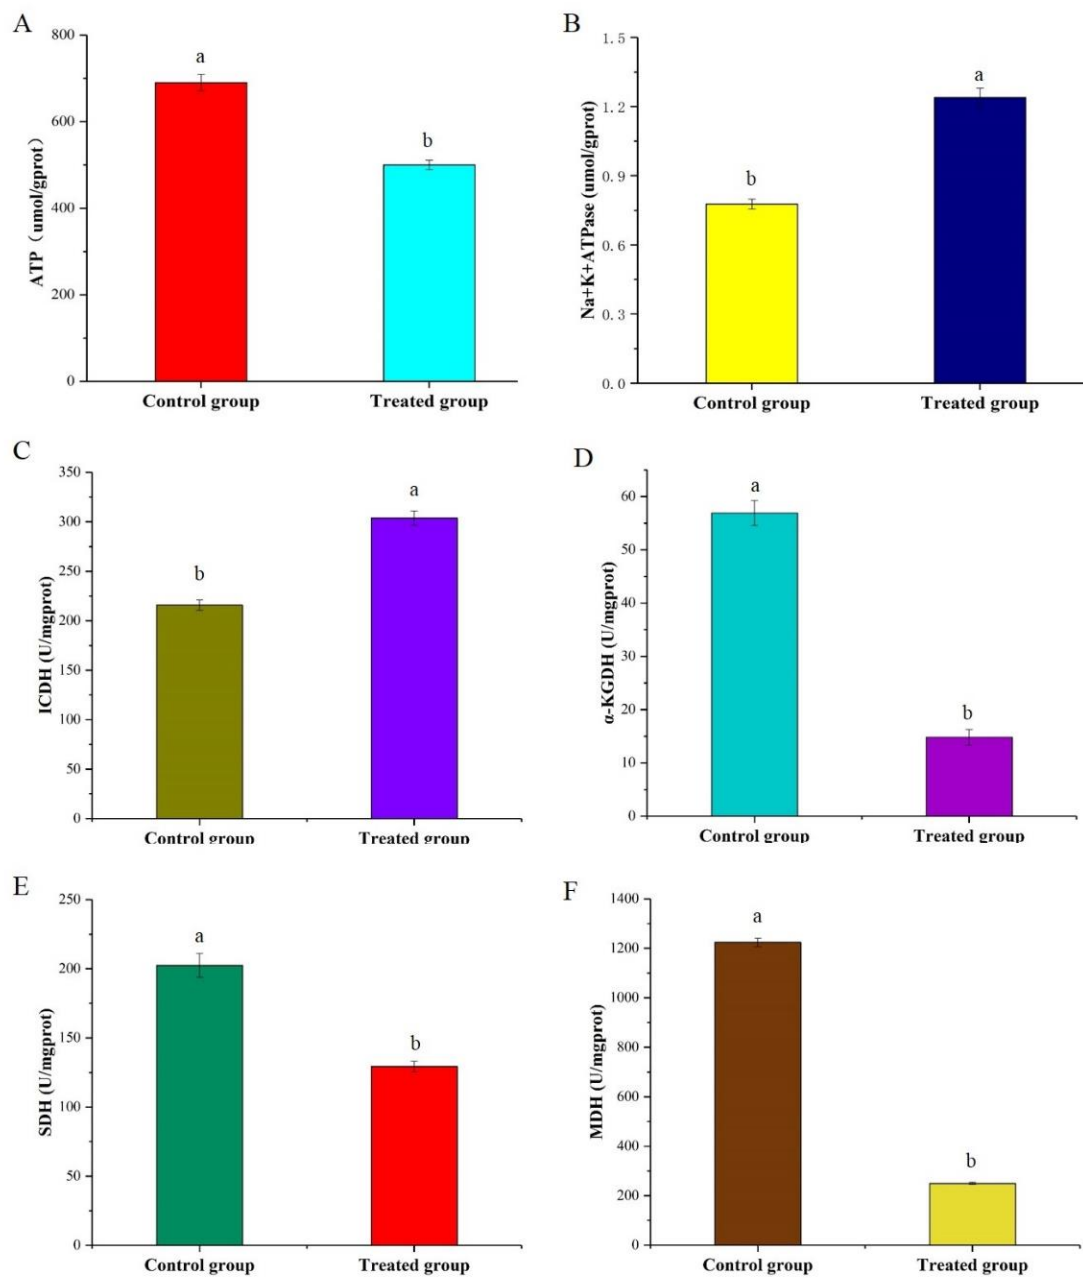 A
800
600
400
200
0
ATP（umol/gprot）
a
b
Control group
Treated group
B
1.5
1.2
0.9
0.6
0.3
0.0
Na+K+ATPase (umol/gprot)
b
a
Control group
Treated group
C
350
300
250
200
150
100
50
0
ICDH (U/mgprot)
b
a
Control group
Treated group
D
60
50
40
30
20
10
0
α-KGDH (U/mgprot)
a
b
Control group
Treated group
E
250
200
150
100
50
0
SDH (U/mgprot)
a
b
Control group
Treated group
F
1400
1200
1000
800
600
400
200
0
MDH (U/mgprot)
a
b
Control group
Treated group